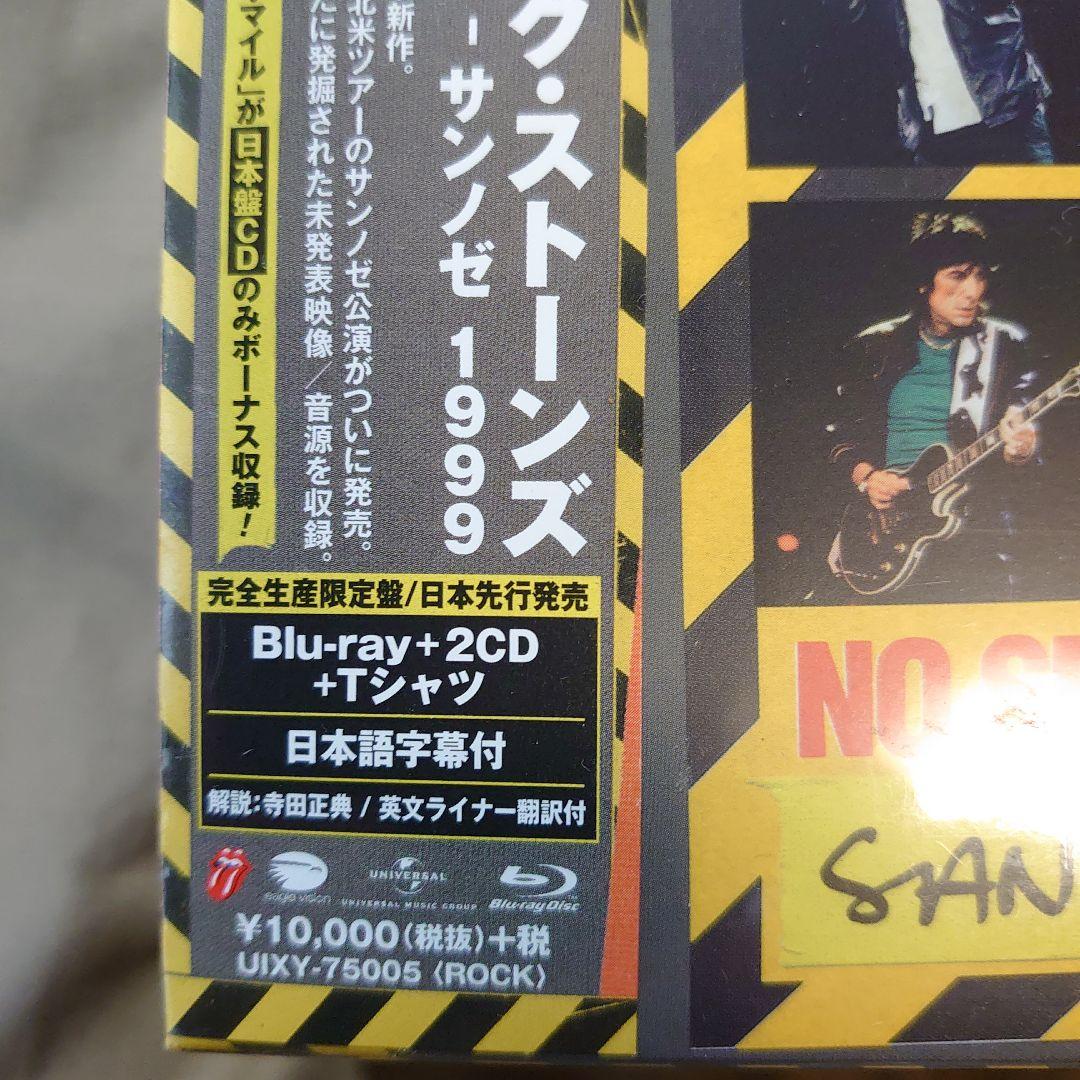 ク・ストーンズ
- サンノゼ 1999
新作。
北米ツアーのサンノゼ公演がついに発売。
に発掘された未発表映像/音源を収録。
マイル」が日本盤CDのみボーナス収録!
完全生産限定盤/日本先行発売
Blu-ray+2CD
+Tシャツ
日本語字幕付
解説:寺田正典 / 英文ライナー翻訳付
eagle vision
UNIVERSAL
UNIVERSAL MUSIC GROUP
Blu-ray Disc
¥10,000(税抜)+税
UIXY-75005 〈ROCK〉
NO
SAN